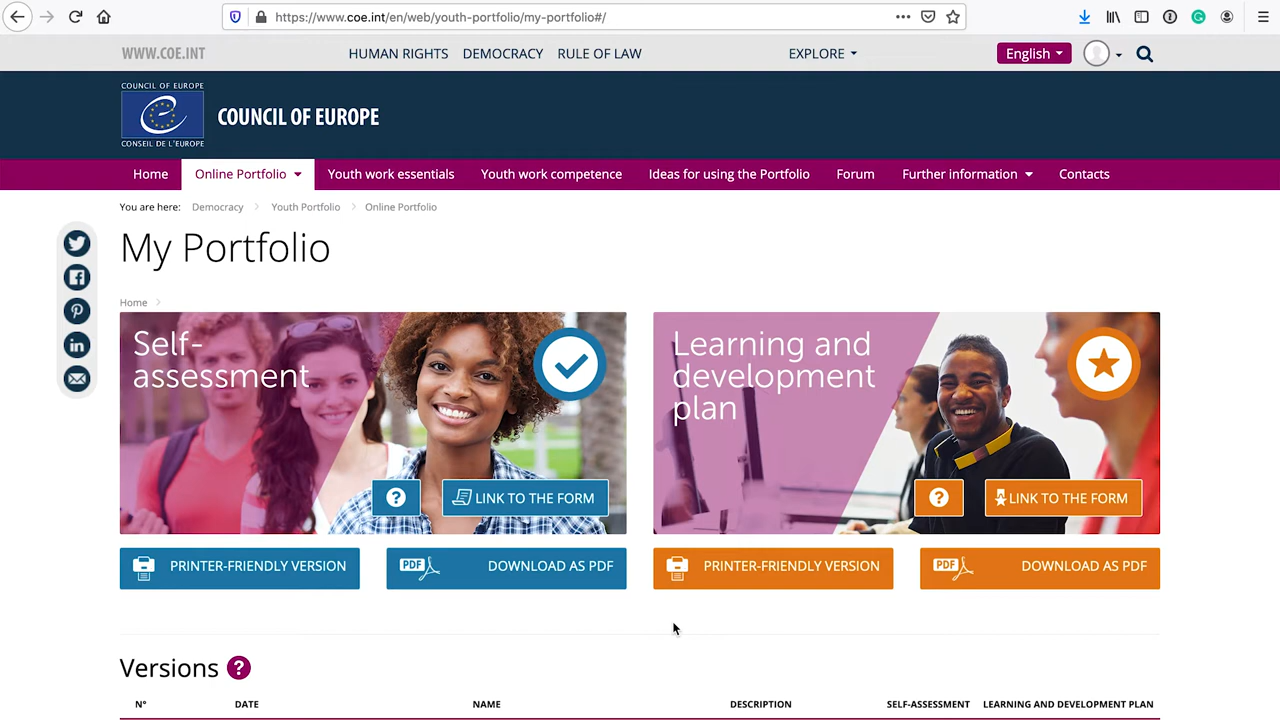 https://www.coe.int/en/web/youth-portfolio/my-portfolio#/
WWW.COE.INT
HUMAN RIGHTS DEMOCRACY RULE OF LAW
EXPLORE
English
COUNCIL OF EUROPE
CONSEIL DE L'EUROPE
COUNCIL OF EUROPE
Home Online Portfolio Youth work essentials Youth work competence Ideas for using the Portfolio Forum Further information Contacts
You are here: Democracy Youth Portfolio Online Portfolio
My Portfolio
Home
Self-
assessment
? LINK TO THE FORM
Learning and
development
plan
? LINK TO THE FORM
PRINTER-FRIENDLY VERSION
PDF DOWNLOAD AS PDF
PRINTER-FRIENDLY VERSION
PDF DOWNLOAD AS PDF
Versions ?
N° DATE NAME DESCRIPTION SELF-ASSESSMENT LEARNING AND DEVELOPMENT PLAN